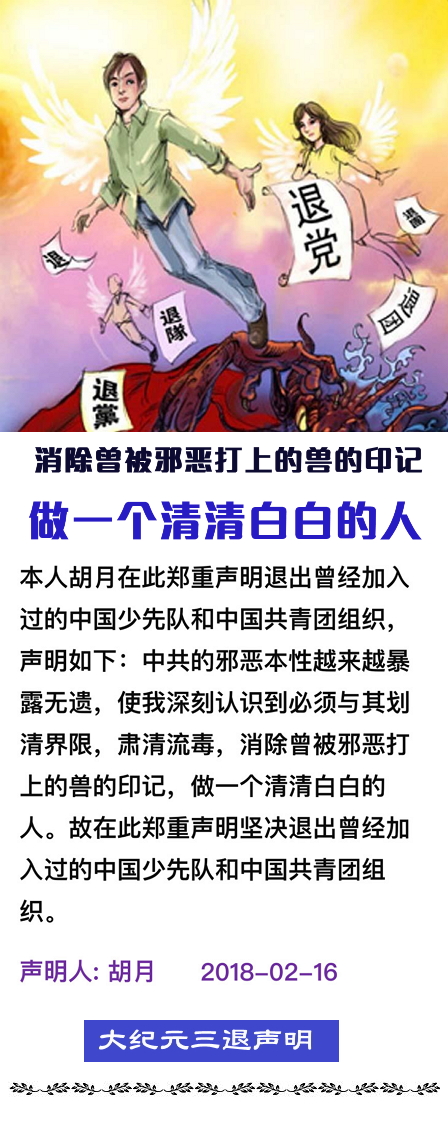 退党
退團
退
退隊
退团
退黨
消除曾被邪恶打上的兽的印记
做一个清清白白的人
本人胡月在此郑重声明退出曾经加入
过的中国少先队和中国共青团组织，
声明如下：中共的邪恶本性越来越暴
露无遗，使我深刻认识到必须与其划
清界限，肃清流毒，消除曾被邪恶打
上的兽的印记，做一个清清白白的
人。故在此郑重声明坚决退出曾经加
入过的中国少先队和中国共青团组
织。
声明人: 胡月 2018-02-16
大纪元三退声明